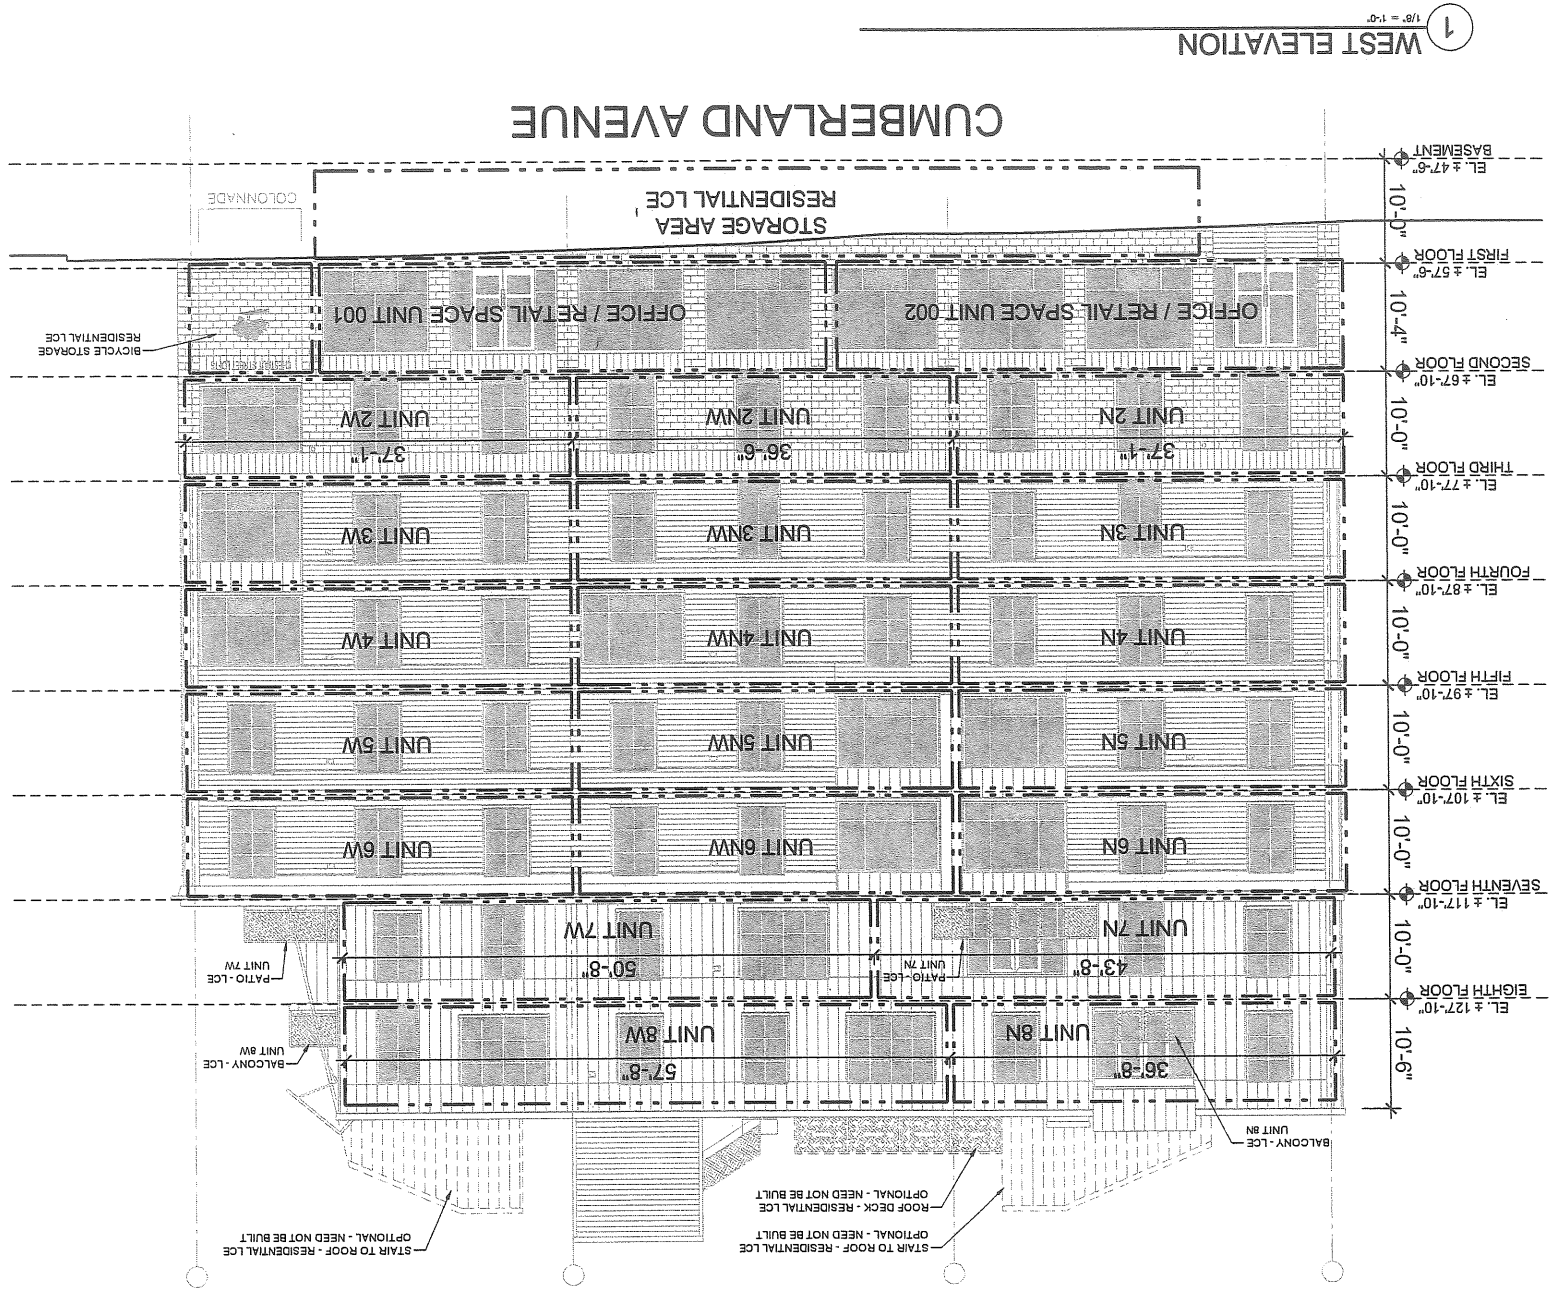 STAIR TO ROOF - RESIDENTIAL LCE
OPTIONAL - NEED NOT BE BUILT
STAIR TO ROOF - RESIDENTIAL LCE
OPTIONAL - NEED NOT BE BUILT
ROOF DECK - RESIDENTIAL LCE
OPTIONAL - NEED NOT BE BUILT
BALCONY - LCE
UNIT 8N
10'-6"
36'-8"
57'-8"
BALCONY - LCE
UNIT 8W
UNIT 8N
UNIT 8W
EL. ± 127'-10"
EIGHTH FLOOR
10'-0"
43'-8"
PATIO - LCE
UNIT 7N
50'-8"
PATIO - LCE
UNIT 7W
UNIT 7N
UNIT 7W
EL. ± 117'-10"
SEVENTH FLOOR
10'-0"
UNIT 6N
UNIT 6NW
UNIT 6W
EL. ± 107'-10"
SIXTH FLOOR
10'-0"
UNIT 5N
UNIT 5NW
UNIT 5W
EL. ± 97'-10"
FIFTH FLOOR
10'-0"
UNIT 4N
UNIT 4NW
UNIT 4W
EL. ± 87'-10"
FOURTH FLOOR
10'-0"
UNIT 3N
UNIT 3NW
UNIT 3W
EL. ± 77'-10"
THIRD FLOOR
10'-0"
37'-1"
36'-6"
37'-1"
UNIT 2N
UNIT 2NW
UNIT 2W
EL. ± 67'-10"
SECOND FLOOR
10'-4"
OFFICE / RETAIL SPACE UNIT 002
OFFICE / RETAIL SPACE UNIT 001
BICYCLE STORAGE
RESIDENTIAL LCE
EL. ± 57'-6"
FIRST FLOOR
10'-0"
STORAGE AREA
RESIDENTIAL LCE
COLONNADE
EL. ± 47'-6"
BASEMENT
CUMBERLAND AVENUE
1
WEST ELEVATION
1/8" = 1'-0"